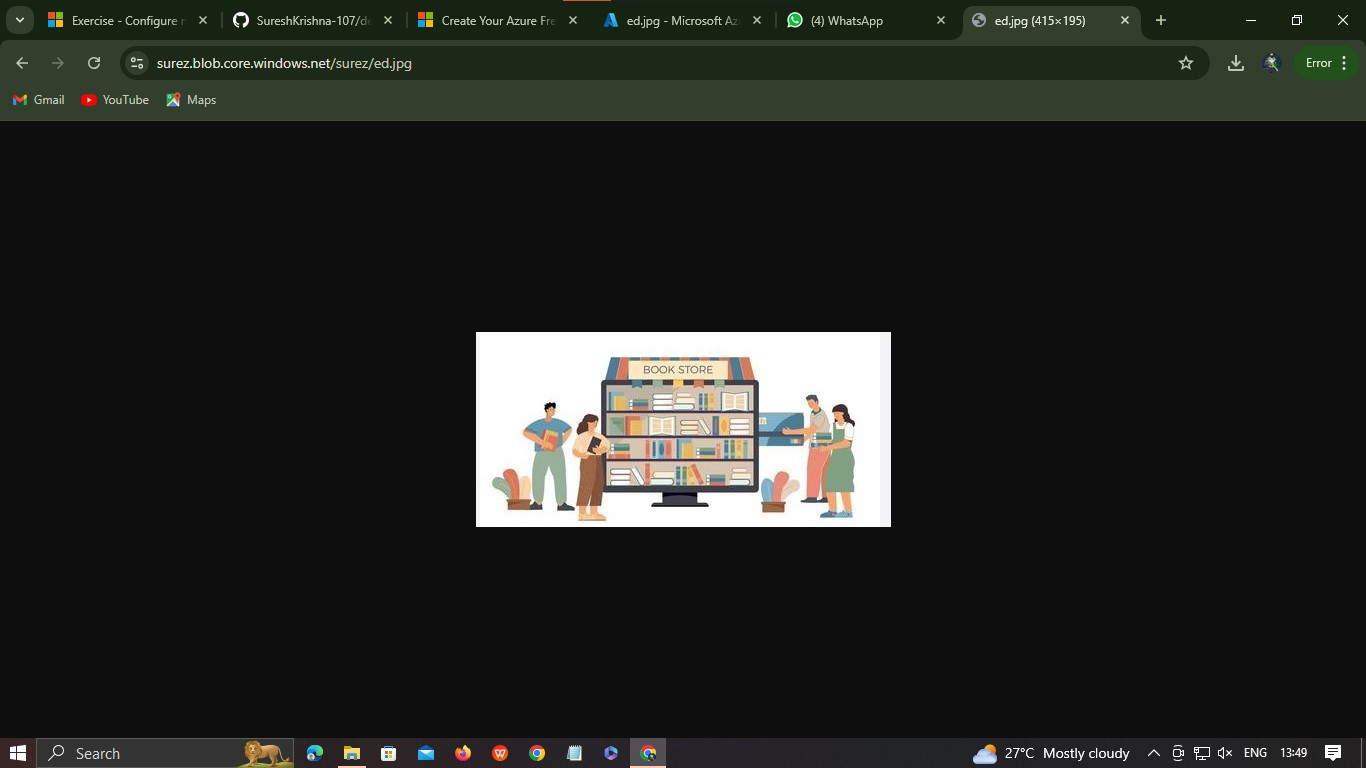 Exercise - Configure
SureshKrishna-107/de
Create Your Azure Fre
ed.jpg - Microsoft Az
(4) WhatsApp
ed.jpg (415×195)
surez.blob.core.windows.net/surez/ed.jpg
Error
Gmail
YouTube
Maps
BOOK STORE
Search
27°C Mostly cloudy
ENG
13:49